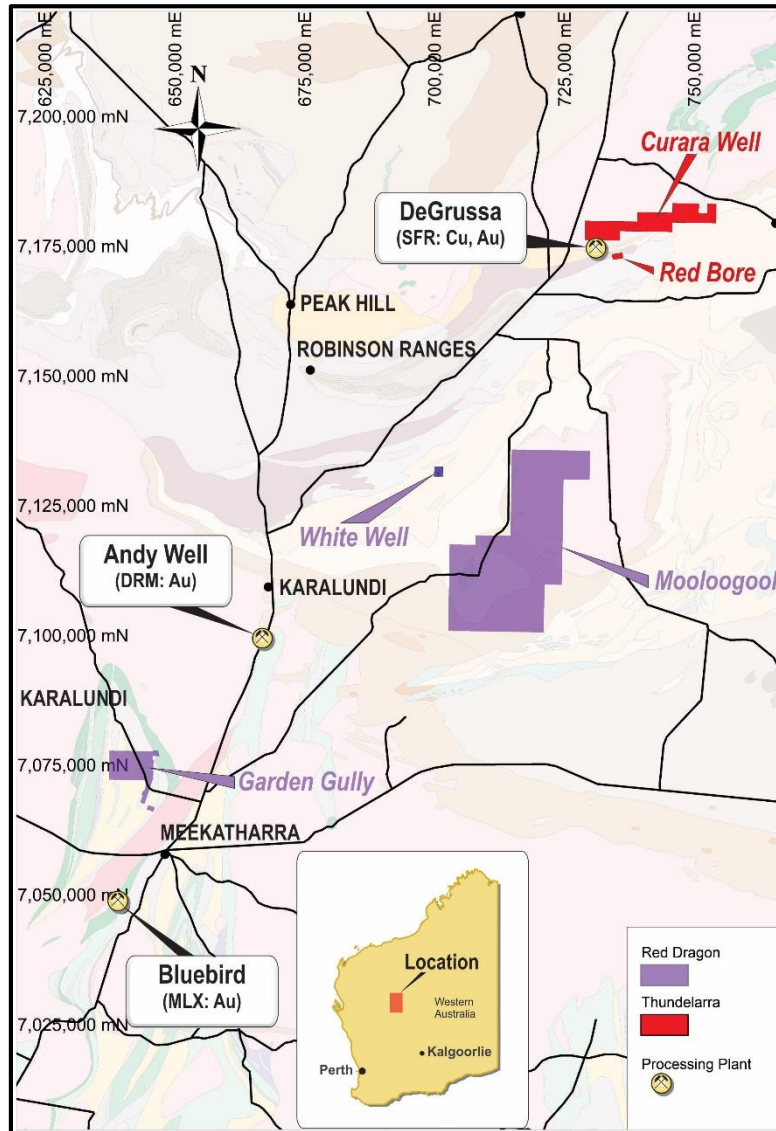 625,000 mE
650,000 mE
675,000 mE
700,000 mE
725,000 mE
750,000 mE
N
7,200,000 mN
Curara Well
DeGrussa
(SFR: Cu, Au)
7,175,000 mN
Red Bore
PEAK HILL
ROBINSON RANGES
7,150,000 mN
7,125,000 mN
White Well
Andy Well
(DRM: Au)
KARALUNDI
Mooloogool
7,100,000 mN
KARALUNDI
7,075,000 mN
Garden Gully
MEEKATHARRA
7,050,000 mN
Bluebird
(MLX: Au)
7,025,000 mN
Location
Western
Australia
Kalgoorlie
Perth
Red Dragon
Thundelarra
Processing Plant